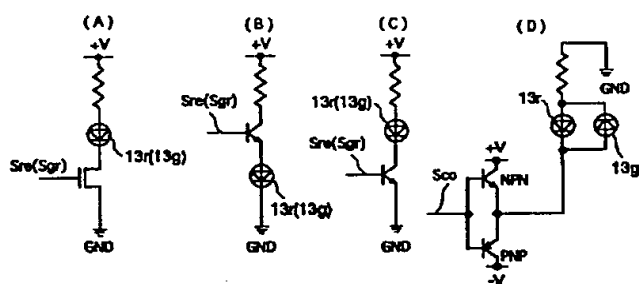 (A)
+V
Sre(Sgr)
13r(13g)
GND
(B)
+V
Sre(Sgr)
13r(13g)
GND
(C)
+V
13r(13g)
Sre(Sgr)
GND
(D)
GND
13r
13g
+V
Sco
NPN
PNP
-V